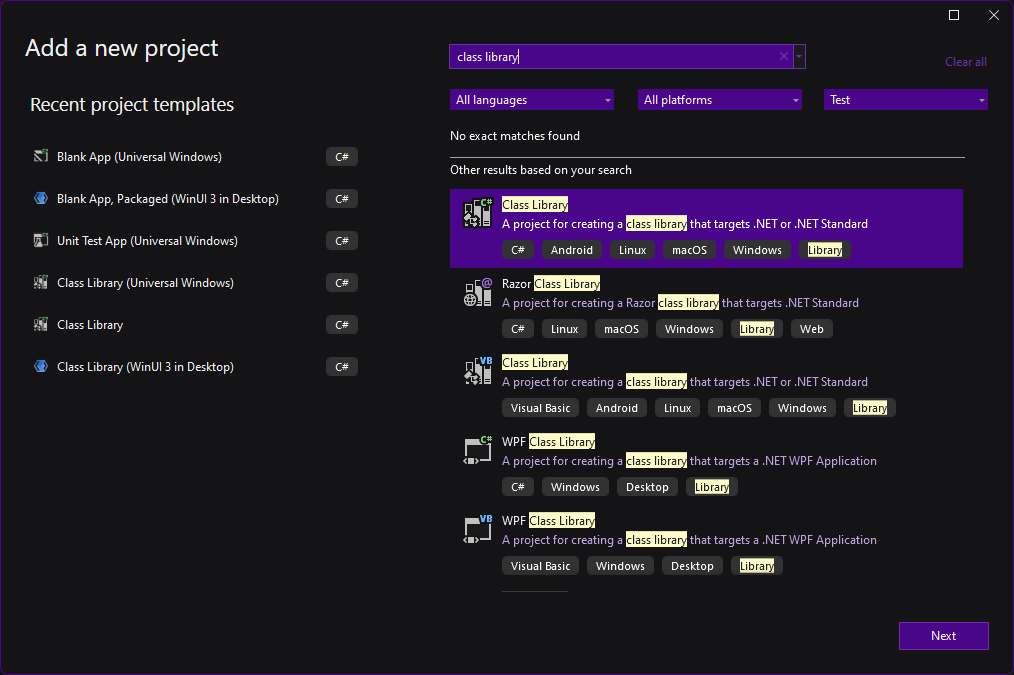 Add a new project
Recent project templates
Blank App (Universal Windows) C#
Blank App, Packaged (WinUI 3 in Desktop) C#
Unit Test App (Universal Windows) C#
Class Library (Universal Windows) C#
Class Library C#
Class Library (WinUI 3 in Desktop) C#
class library
Clear all
All languages All platforms Test
No exact matches found
Other results based on your search
C# Class Library
A project for creating a class library that targets .NET or .NET Standard
C# Android Linux macOS Windows Library
@ Razor Class Library
A project for creating a Razor class library that targets .NET Standard
C# Linux macOS Windows Library Web
VB Class Library
A project for creating a class library that targets .NET or .NET Standard
Visual Basic Android Linux macOS Windows Library
C# WPF Class Library
A project for creating a class library that targets a .NET WPF Application
C# Windows Desktop Library
VB WPF Class Library
A project for creating a class library that targets a .NET WPF Application
Visual Basic Windows Desktop Library
Next